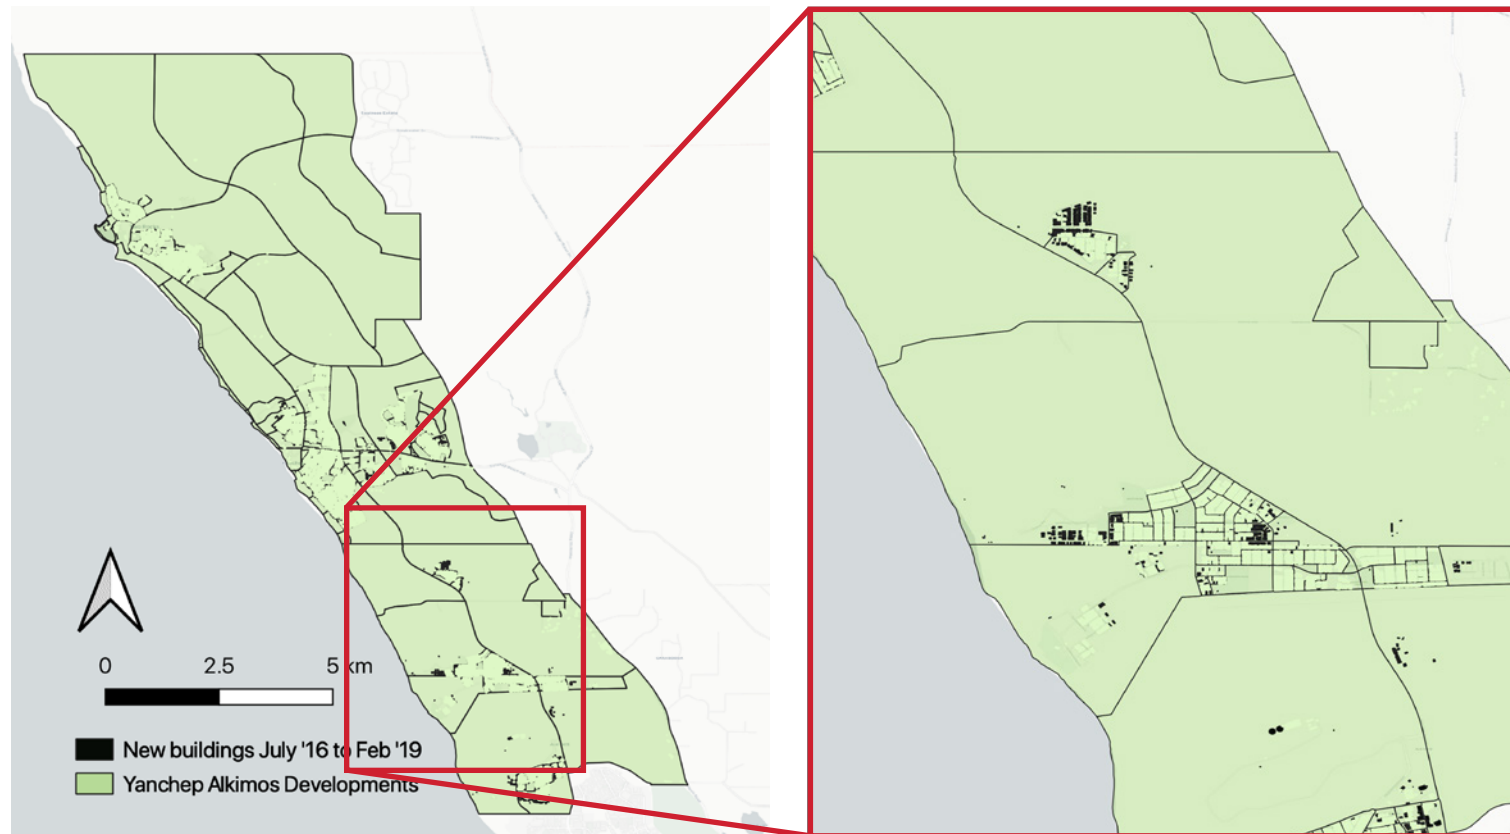 0 2.5 5 km
New buildings July '16 to Feb '19
Yanchep Alkimos Developments